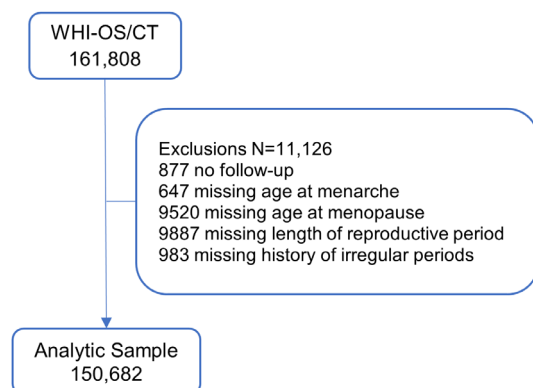 WHI-OS/CT
161,808
Exclusions N=11,126
877 no follow-up
647 missing age at menarche
9520 missing age at menopause
9887 missing length of reproductive period
983 missing history of irregular periods
Analytic Sample
150,682